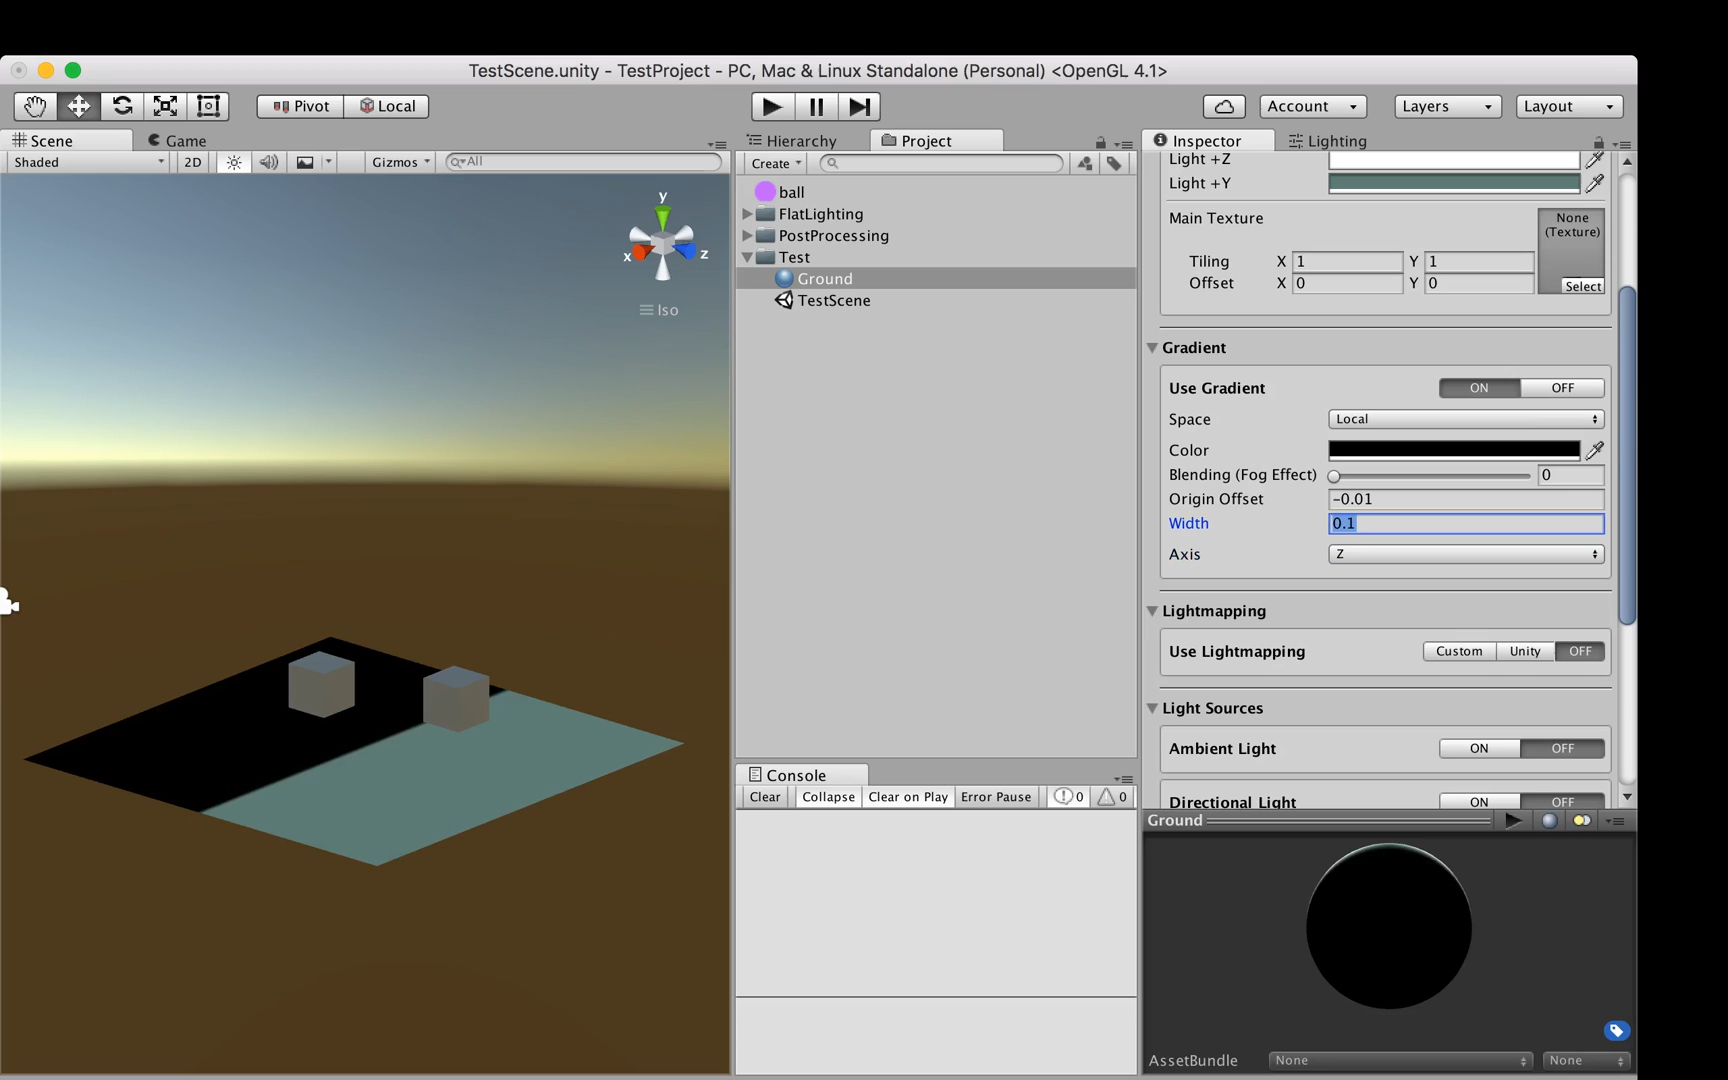 TestScene.unity - TestProject - PC, Mac & Linux Standalone (Personal) <OpenGL 4.1>
Pivot Local Account Layers Layout
Scene Game
Shaded 2D Gizmos All
y
x z
Iso
Hierarchy Project
Create
ball
FlatLighting
PostProcessing
Test
Ground
TestScene
Console
Clear Collapse Clear on Play Error Pause 0 0
Inspector Lighting
Light +Z
Light +Y
Main Texture None
(Texture)
Tiling X 1 Y 1
Offset X 0 Y 0 Select
Gradient
Use Gradient ON OFF
Space Local
Color
Blending (Fog Effect) 0
Origin Offset -0.01
Width 0.1
Axis Z
Lightmapping
Use Lightmapping Custom Unity OFF
Light Sources
Ambient Light ON OFF
Directional Light ON OFF
Ground
AssetBundle None None